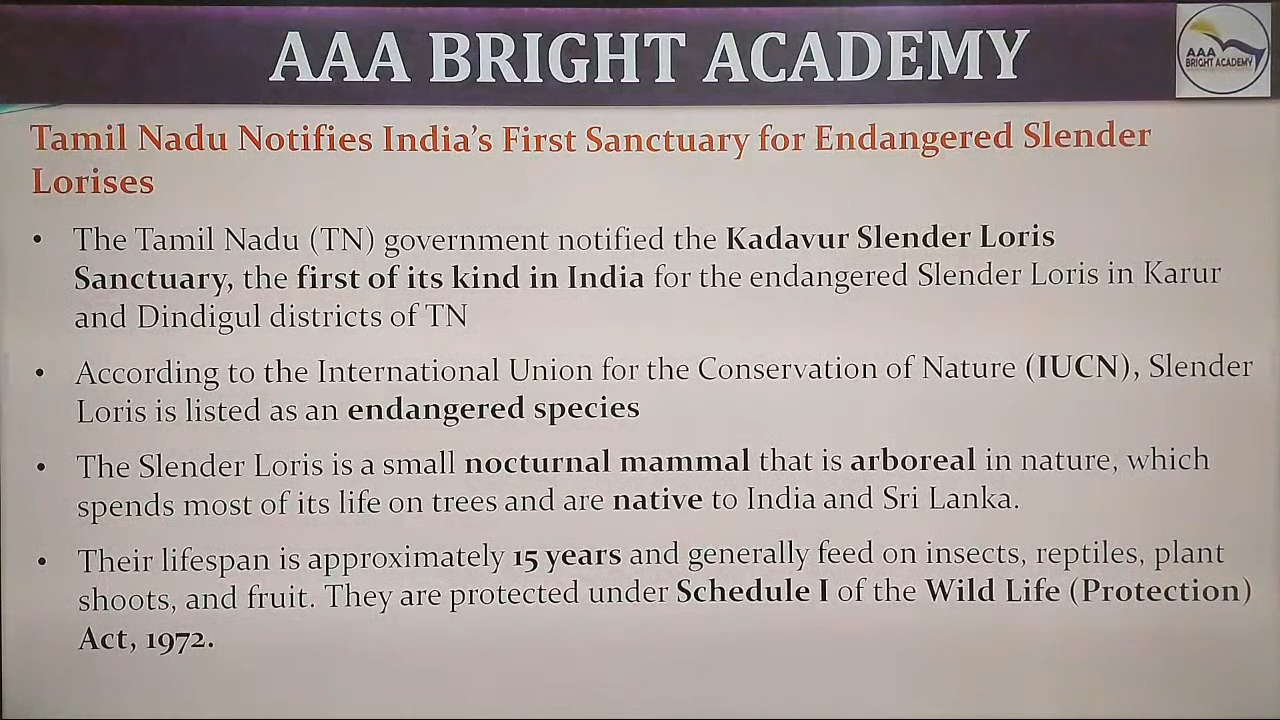 AAA BRIGHT ACADEMY
AAA
BRIGHT ACADEMY
Tamil Nadu Notifies India's First Sanctuary for Endangered Slender
Lorises
• The Tamil Nadu (TN) government notified the Kadavur Slender Loris
Sanctuary, the first of its kind in India for the endangered Slender Loris in Karur
and Dindigul districts of TN
• According to the International Union for the Conservation of Nature (IUCN), Slender
Loris is listed as an endangered species
• The Slender Loris is a small nocturnal mammal that is arboreal in nature, which
spends most of its life on trees and are native to India and Sri Lanka.
• Their lifespan is approximately 15 years and generally feed on insects, reptiles, plant
shoots, and fruit. They are protected under Schedule I of the Wild Life (Protection)
Act, 1972.